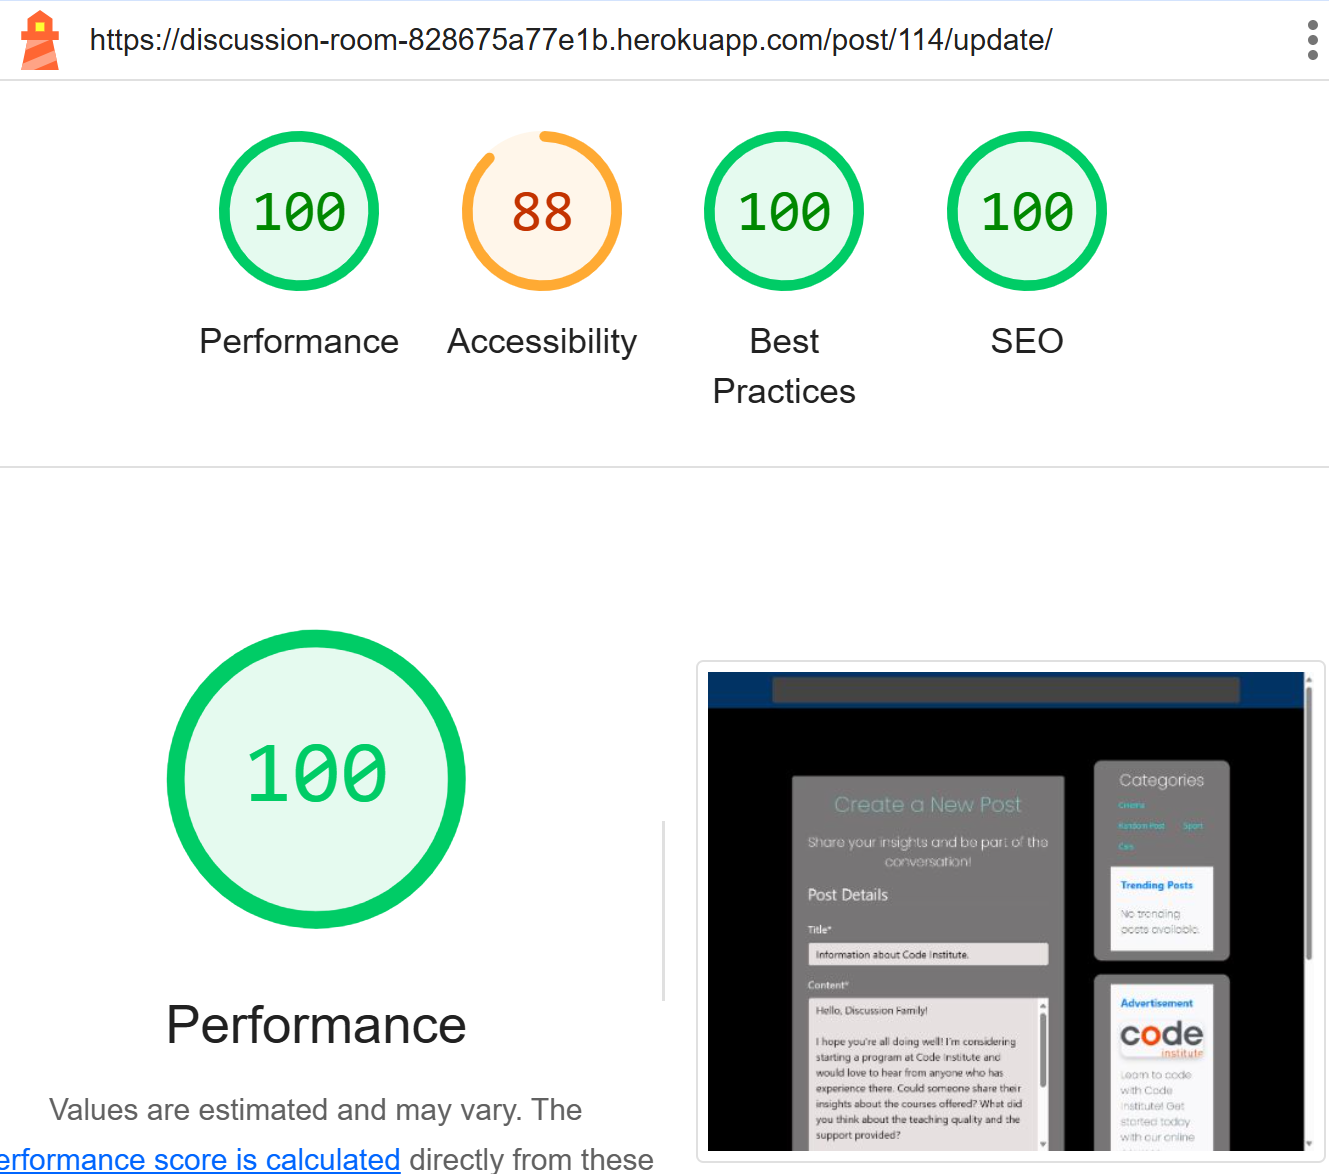 https://discussion-room-828675a77e1b.herokuapp.com/post/114/update/
100
88
100
100
Performance
Accessibility
Best
Practices
SEO
100
Performance
Values are estimated and may vary. The
erformance score is calculated directly from these
Create a New Post
Share your insights and be part of the
conversation!
Post Details
Title*
Information about Code Institute.
Content*
Hello, Discussion Family!
I hope you're all doing well! I'm considering
starting a program at Code Institute and
would love to hear from anyone who has
experience there. Could someone share their
insights about the courses offered? What did
you think about the teaching quality and the
support provided?
Categories
Cinema
Random Post Sport
Cars
Trending Posts
No trending
posts available.
Advertisement
code
institute
Learn to code
with Code
Institute! Get
started today
with our online